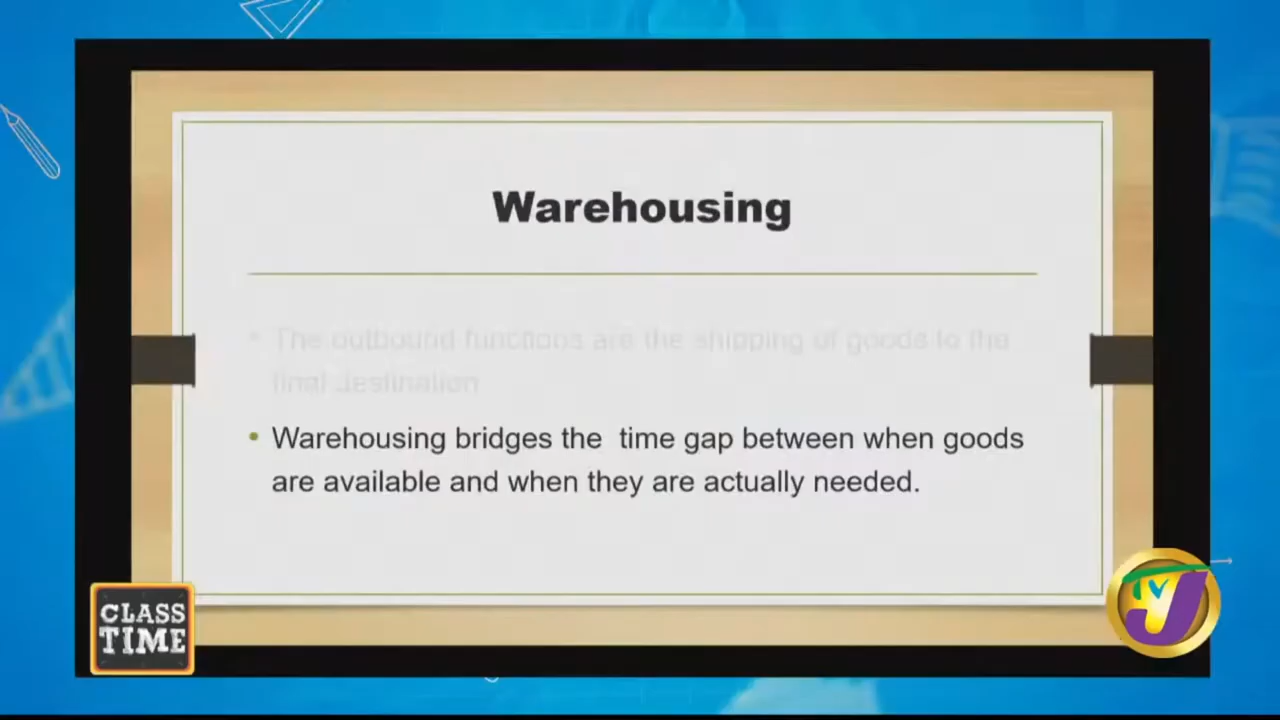 Warehousing
• The outbound functions are the shipping of goods to the
final destination
• Warehousing bridges the  time gap between when goods
are available and when they are actually needed.
CLASS
TIME
TVJ